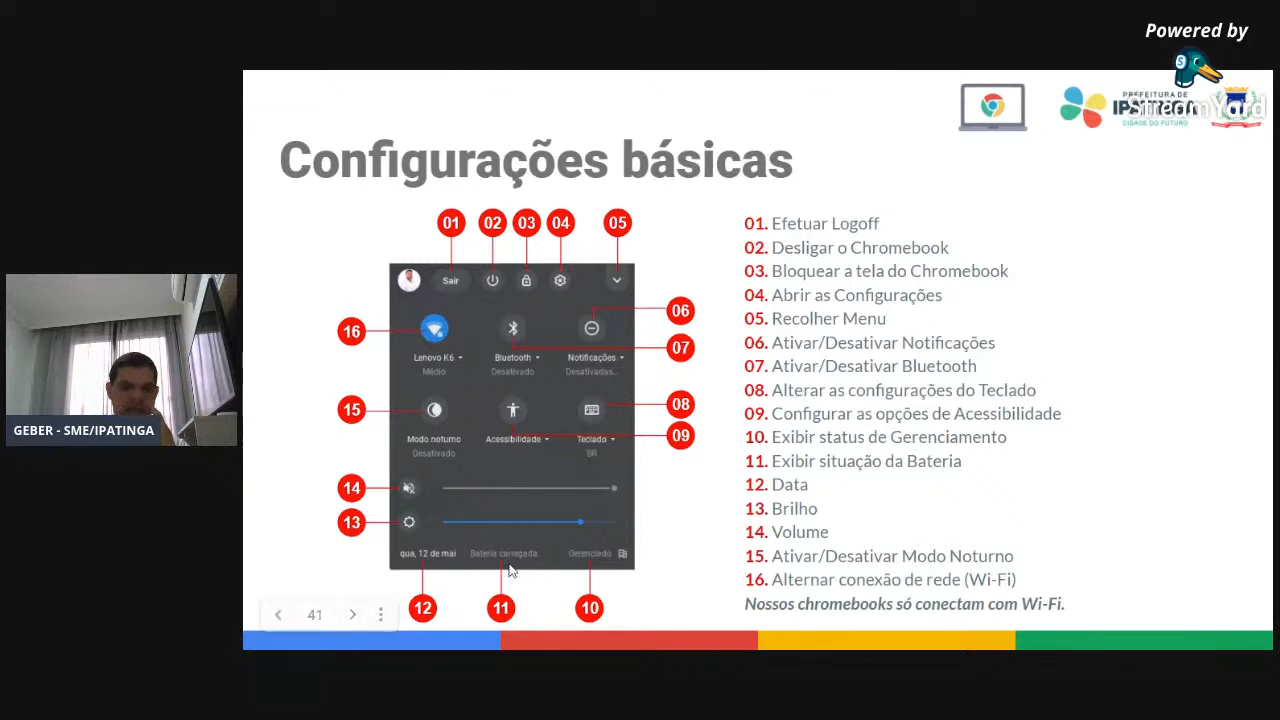 Powered by
StreamYard
PREFEITURA DE
IPATINGA
CIDADE DO FUTURO
Configurações básicas
01 02 03 04 05
Sair
16
06
07
Lenovo K6 Bluetooth Notificações
Médio Desativado Desativadas...
15
08
09
Modo noturno Acessibilidade Teclado
Desativado BR
14
13
qua, 12 de mai Bateria carregada Gerenciado
12 11 10
41
01. Efetuar Logoff
02. Desligar o Chromebook
03. Bloquear a tela do Chromebook
04. Abrir as Configurações
05. Recolher Menu
06. Ativar/Desativar Notificações
07. Ativar/Desativar Bluetooth
08. Alterar as configurações do Teclado
09. Configurar as opções de Acessibilidade
10. Exibir status de Gerenciamento
11. Exibir situação da Bateria
12. Data
13. Brilho
14. Volume
15. Ativar/Desativar Modo Noturno
16. Alternar conexão de rede (Wi-Fi)
Nossos chromebooks só conectam com Wi-Fi.
GEBER - SME/IPATINGA